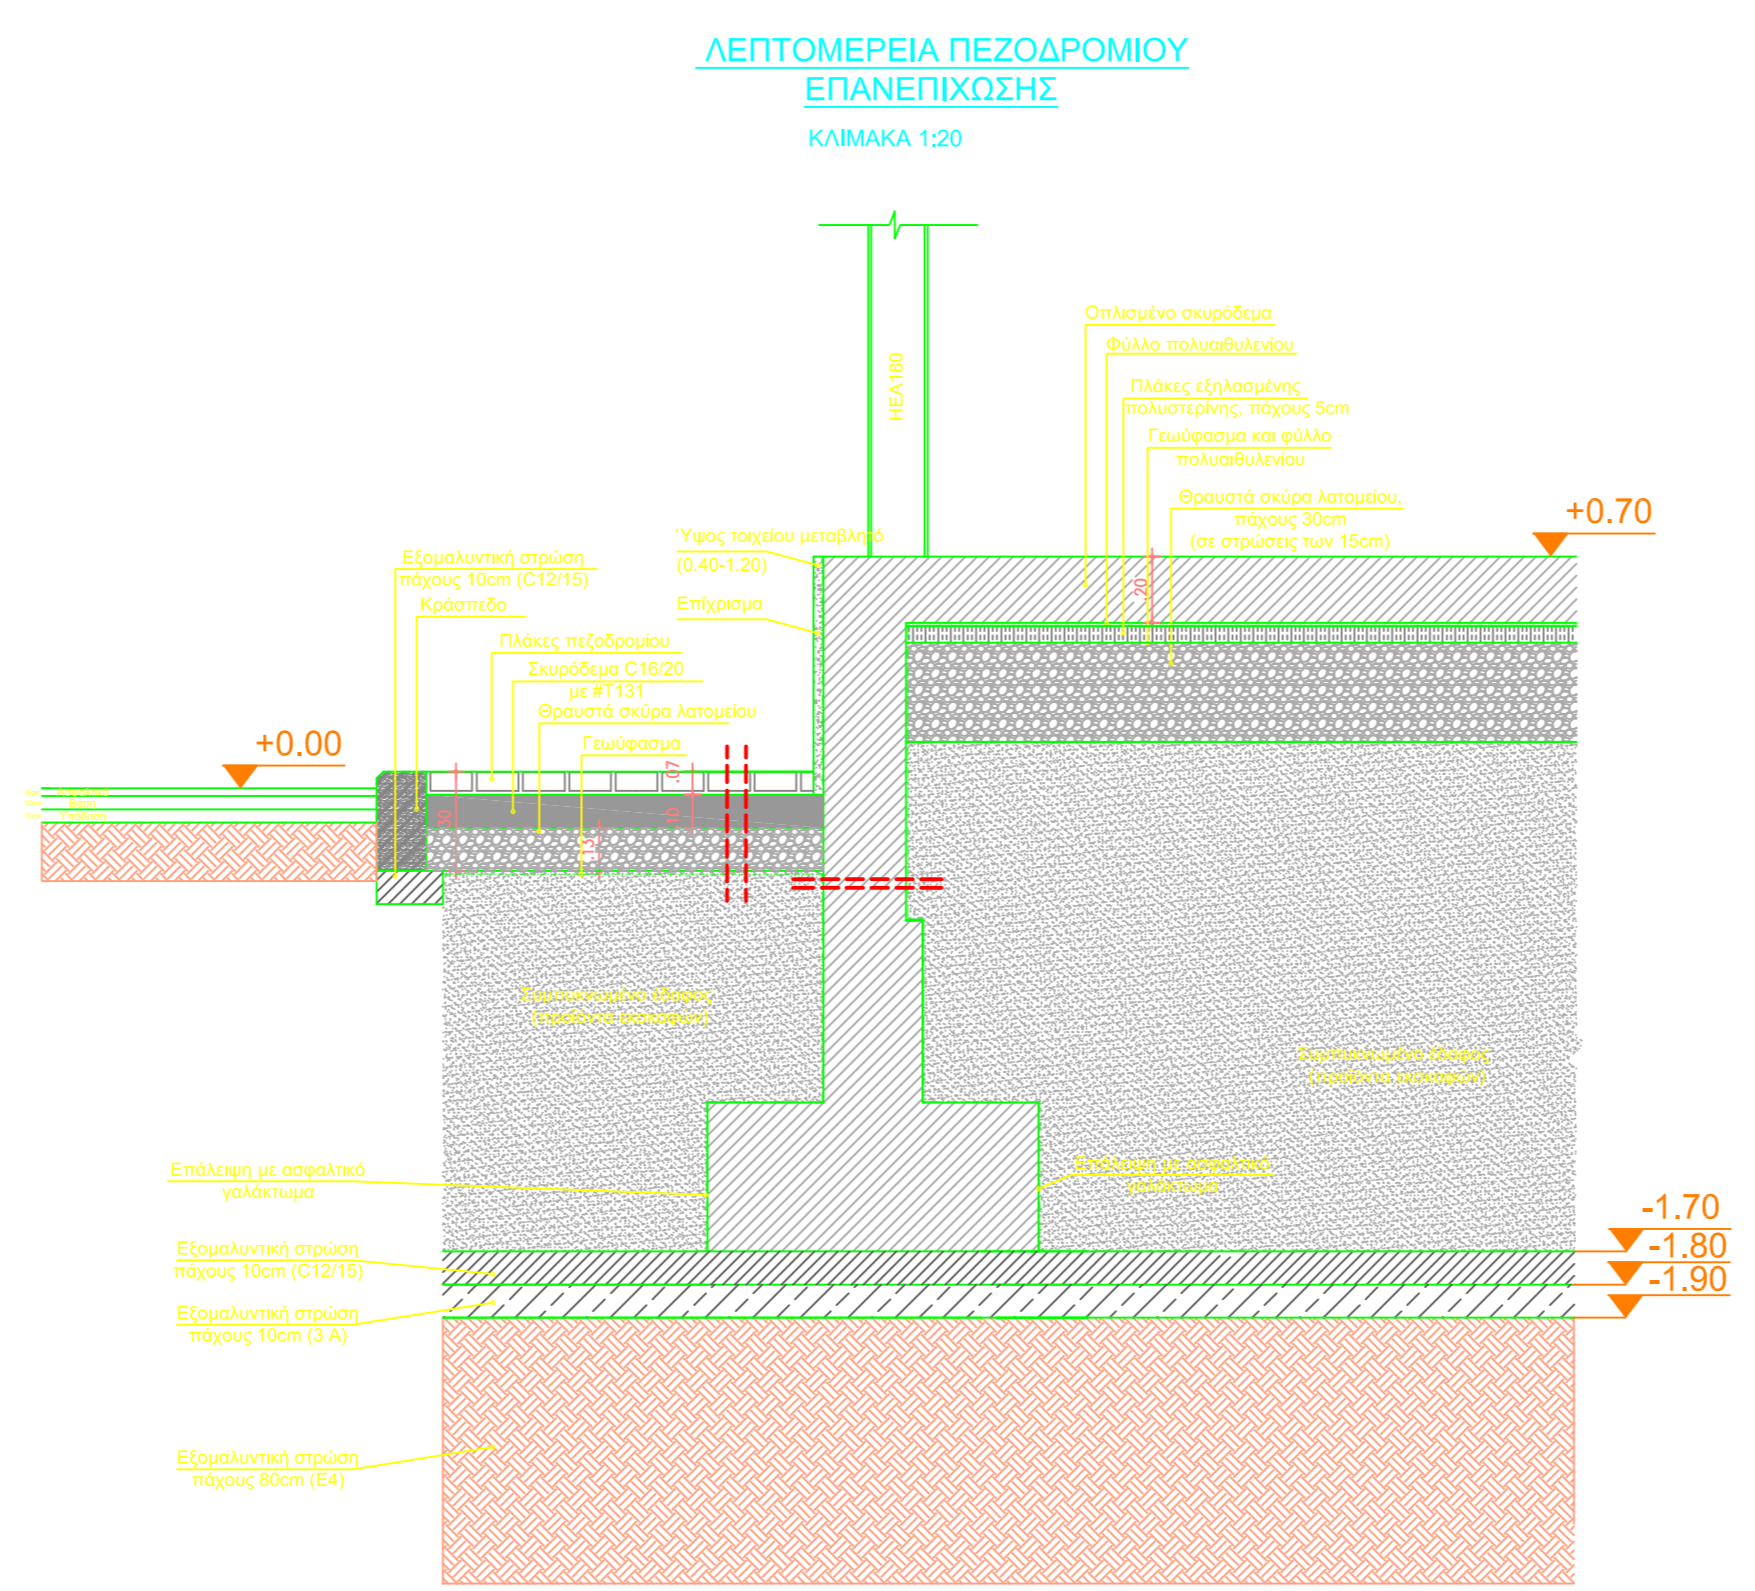 ΛΕΠΤΟΜΕΡΕΙΑ ΠΕΖΟΔΡΟΜΙΟΥ
ΕΠΑΝΕΠΙΧΩΣΗΣ
ΚΛΙΜΑΚΑ 1:20
HEA180
Οπλισμένο σκυρόδεμα
Φύλλο πολυαιθυλενίου
Πλάκες εξηλασμένης
πολυστερίνης, πάχους 5cm
Γεωύφασμα και φύλλο
πολυαιθυλενίου
Θραυστά σκύρα λατομείου,
πάχους 30cm
(σε στρώσεις των 15cm)
+0.70
.20
Ύψος τοιχείου μεταβλητό
(0.40-1.20)
Επίχρισμα
Εξομαλυντική στρώση
πάχους 10cm (C12/15)
Κράσπεδο
Πλάκες πεζοδρομίου
Σκυρόδεμα C16/20
με #T131
Θραυστά σκύρα λατομείου
Γεωύφασμα
+0.00
Βάση
Υπόβαση
.07
.10
.30
.13
Συμπυκνωμένο έδαφος
(προϊόντα εκσκαφών)
Συμπυκνωμένο έδαφος
(προϊόντα εκσκαφών)
Επάλειψη με ασφαλτικό
γαλάκτωμα
Επάλειψη με ασφαλτικό
γαλάκτωμα
-1.70
-1.80
-1.90
Εξομαλυντική στρώση
πάχους 10cm (C12/15)
Εξομαλυντική στρώση
πάχους 10cm (3 Α)
Εξομαλυντική στρώση
πάχους 80cm (E4)